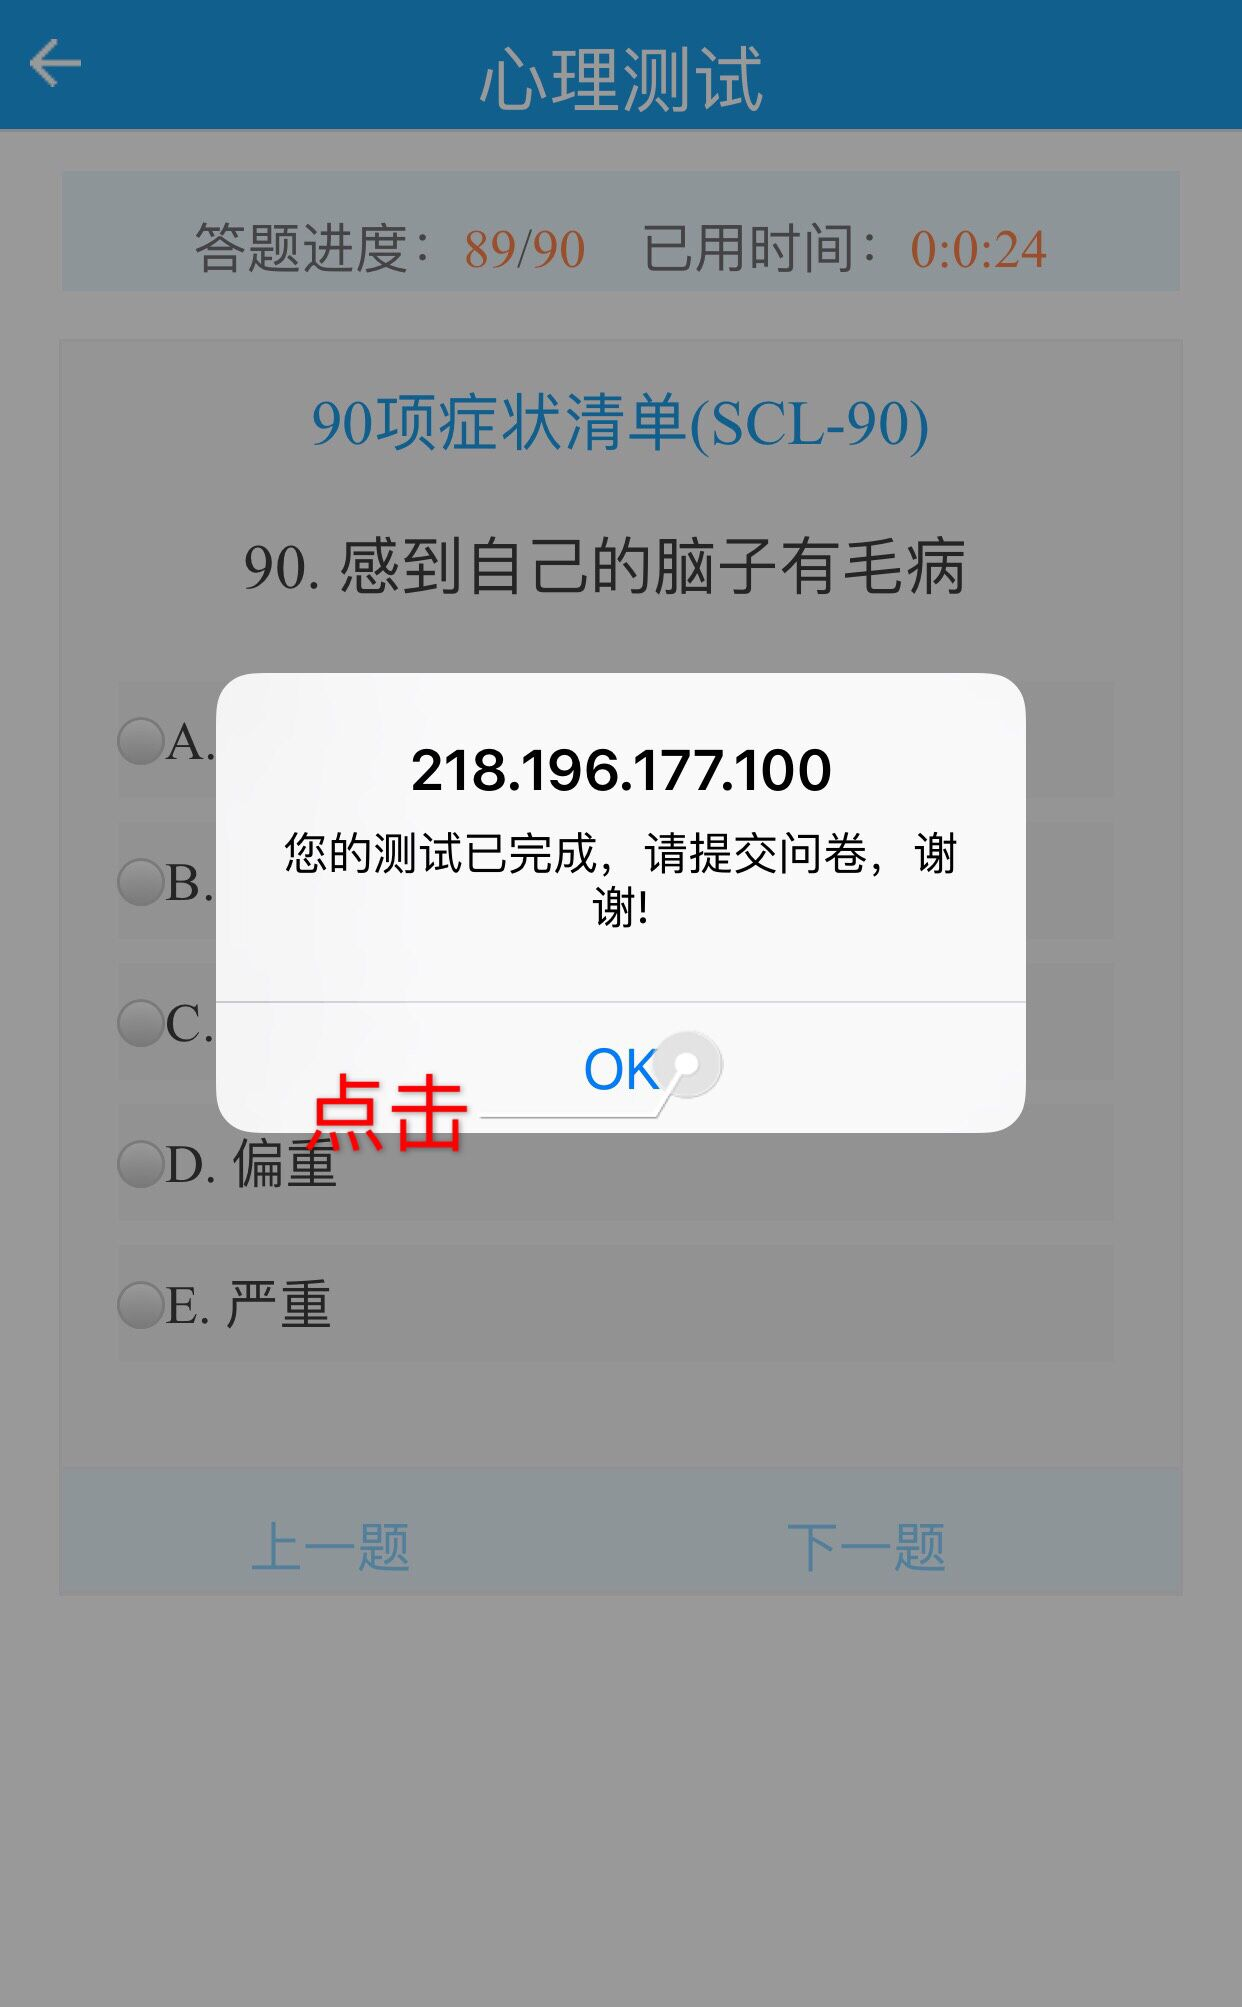 心理测试
答题进度：89/90 已用时间：0:0:24
90项症状清单(SCL-90)
90. 感到自己的脑子有毛病
A.
B.
C.
218.196.177.100
您的测试已完成，请提交问卷，谢
谢!
OK
点击
D. 偏重
E. 严重
上一题 下一题